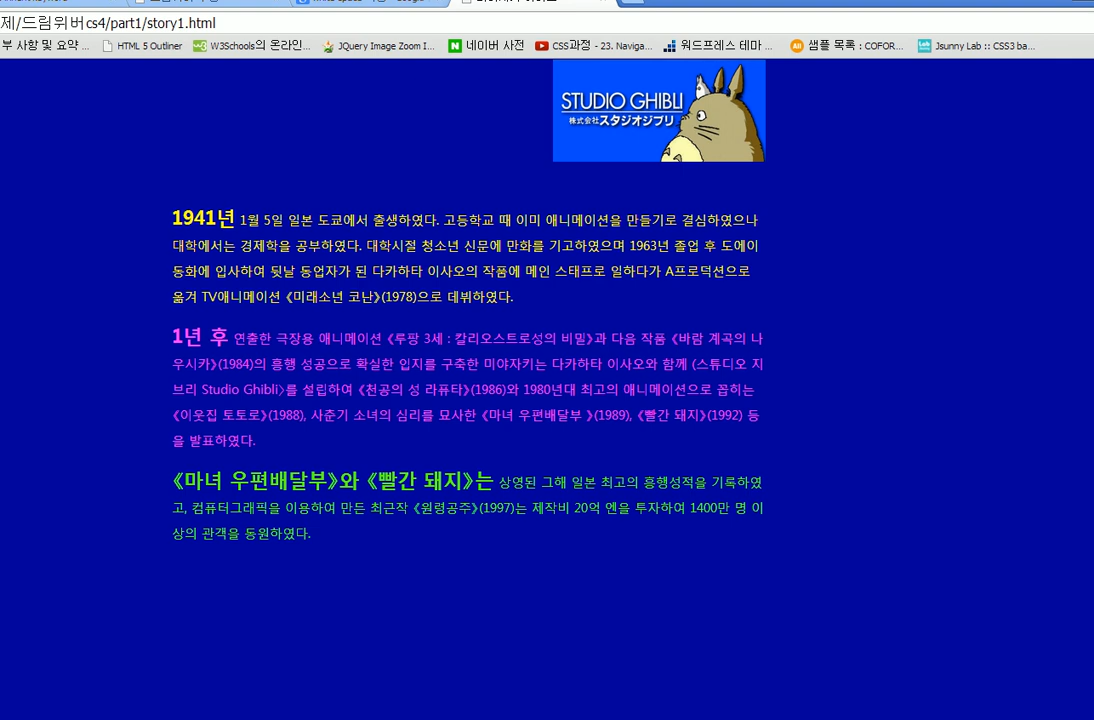 제/드림위버cs4/part1/story1.html
부 사항 및 요약 ... HTML 5 Outliner W3Schools의 온라인... JQuery Image Zoom I... 네이버 사전 CSS과정 - 23. Naviga... 워드프레스 테마 ... 샘플 목록 : COFOR... Jsunny Lab :: CSS3 ba...
STUDIO GHIBLI
株式会社スタジオジブリ
1941년 1월 5일 일본 도쿄에서 출생하였다. 고등학교 때 이미 애니메이션을 만들기로 결심하였으나
대학에서는 경제학을 공부하였다. 대학시절 청소년 신문에 만화를 기고하였으며 1963년 졸업 후 도에이
동화에 입사하여 뒷날 동업자가 된 다카하타 이사오의 작품에 메인 스태프로 일하다가 A프로덕션으로
옮겨 TV애니메이션 《미래소년 코난》(1978)으로 데뷔하였다.
1년 후 연출한 극장용 애니메이션 《루팡 3세 : 칼리오스트로성의 비밀》과 다음 작품 《바람 계곡의 나
우시카》(1984)의 흥행 성공으로 확실한 입지를 구축한 미야자키는 다카하타 이사오와 함께 (스튜디오 지
브리 Studio Ghibli〉를 설립하여 《천공의 성 라퓨타》(1986)와 1980년대 최고의 애니메이션으로 꼽히는
《이웃집 토토로》(1988), 사춘기 소녀의 심리를 묘사한 《마녀 우편배달부 》(1989), 《빨간 돼지》(1992) 등
을 발표하였다.
《마녀 우편배달부》와 《빨간 돼지》는 상영된 그해 일본 최고의 흥행성적을 기록하였
고, 컴퓨터그래픽을 이용하여 만든 최근작 《원령공주》(1997)는 제작비 20억 엔을 투자하여 1400만 명 이
상의 관객을 동원하였다.